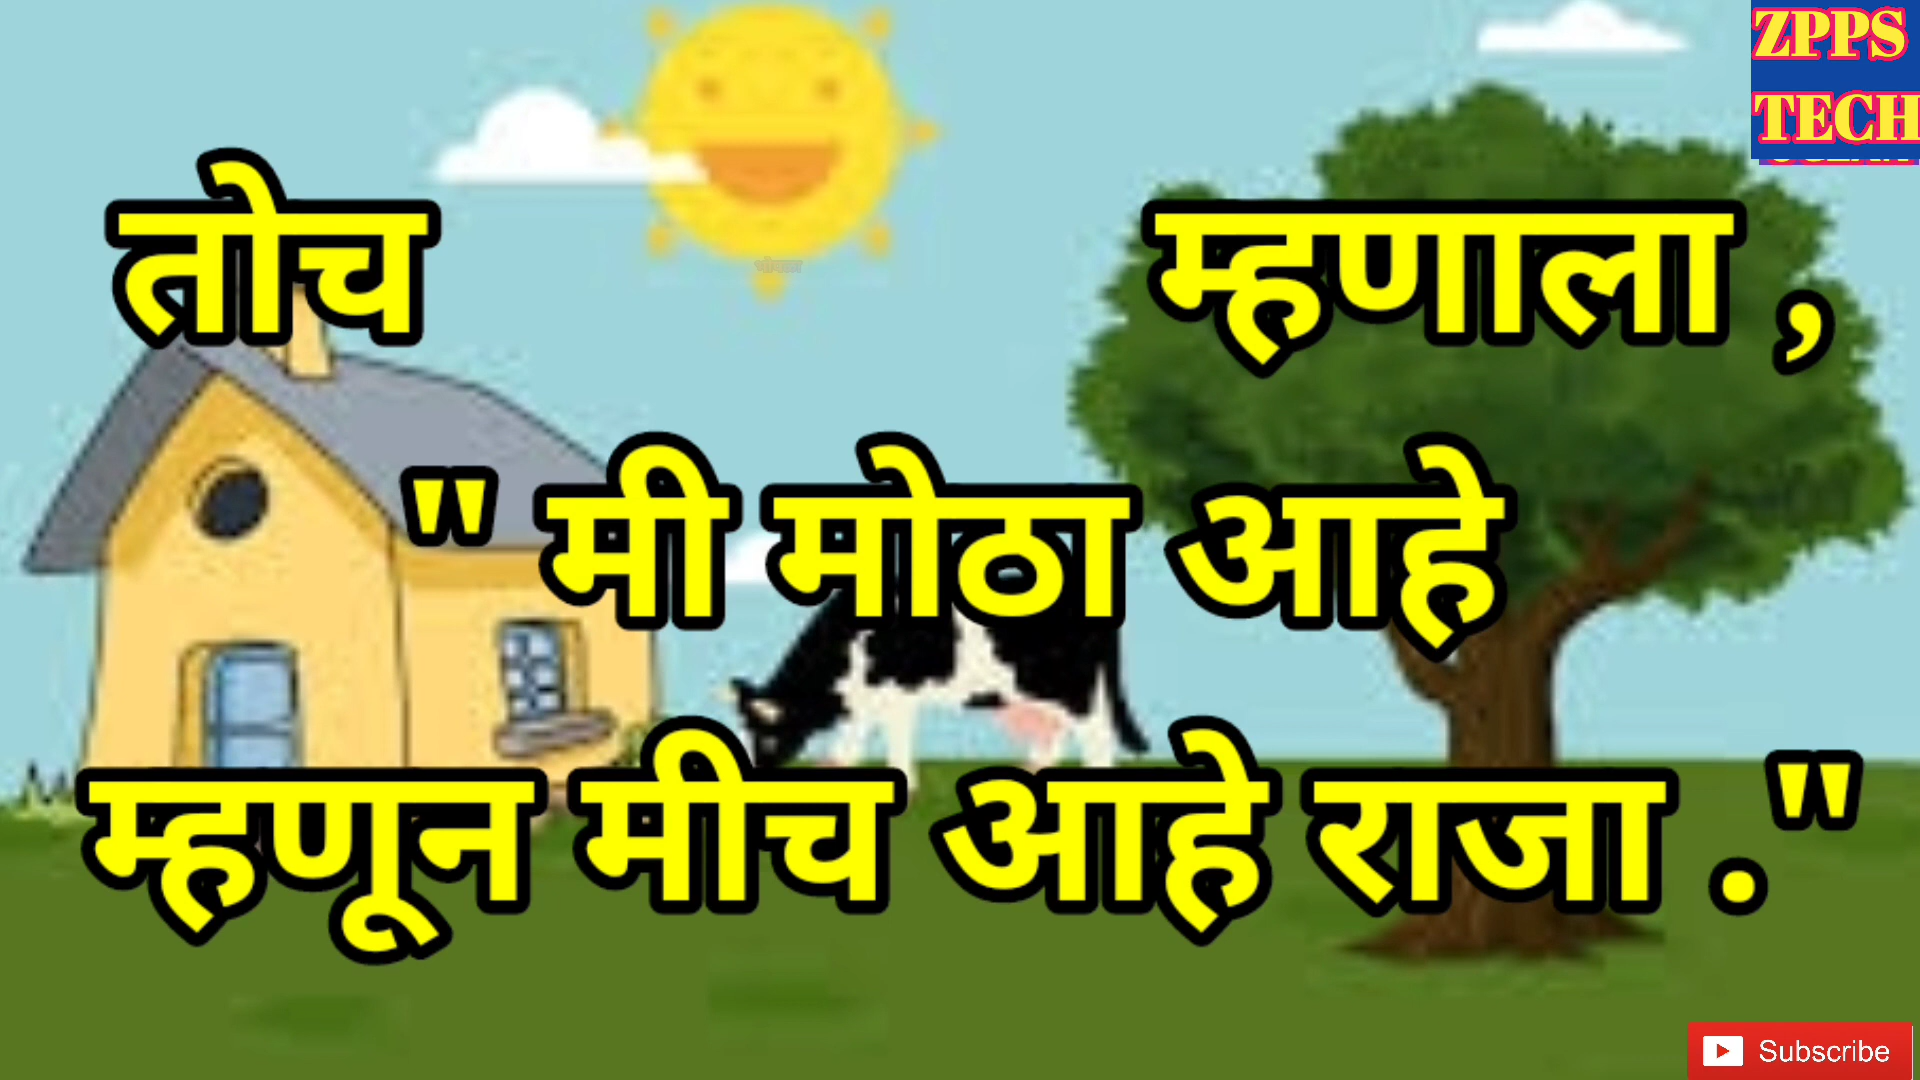 ZPPS
TECH
तोच म्हणाला ,
" मी मोठा आहे
म्हणून मीच आहे राजा ."
Subscribe